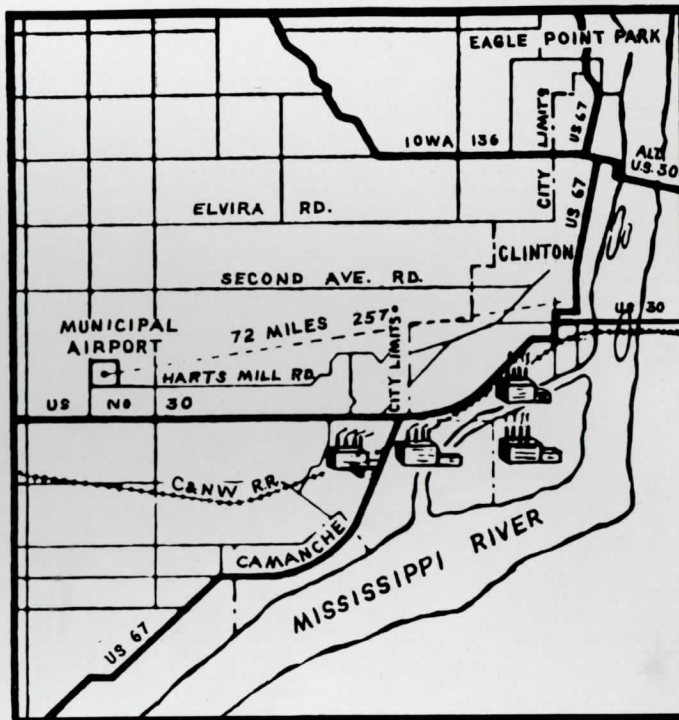 EAGLE POINT PARK
CITY LIMITS
US 67
IOWA 136
ALT.
U.S. 30
ELVIRA RD.
CITY LIMITS
US 67
CLINTON
SECOND AVE. RD.
US 30
MUNICIPAL
AIRPORT
72 MILES 257°
HARTS MILL RD.
CITY LIMITS
US No 30
C&NW R.R.
CAMANCHE
MISSISSIPPI RIVER
US 67